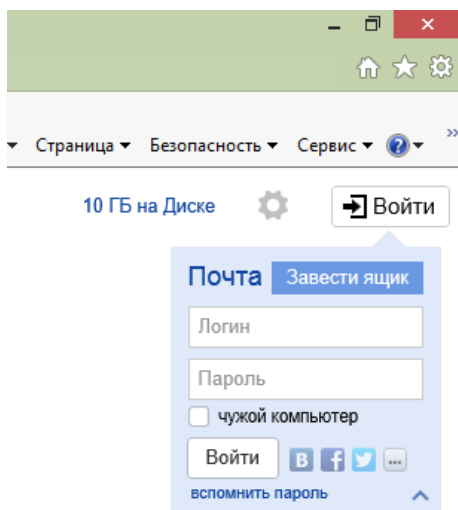 Страница Безопасность Сервис
10 ГБ на Диске Войти
Почта Завести ящик
Логин
Пароль
чужой компьютер
Войти
вспомнить пароль